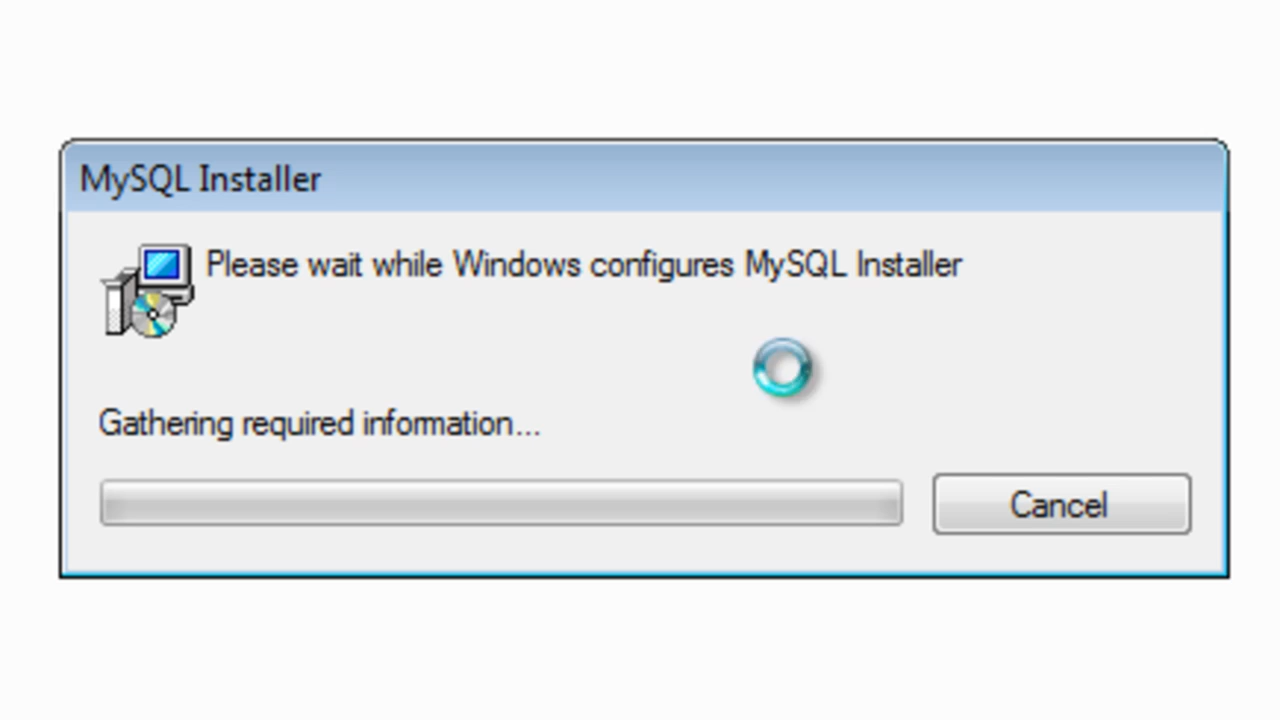 MySQL Installer
Please wait while Windows configures MySQL Installer
Gathering required information...
Cancel